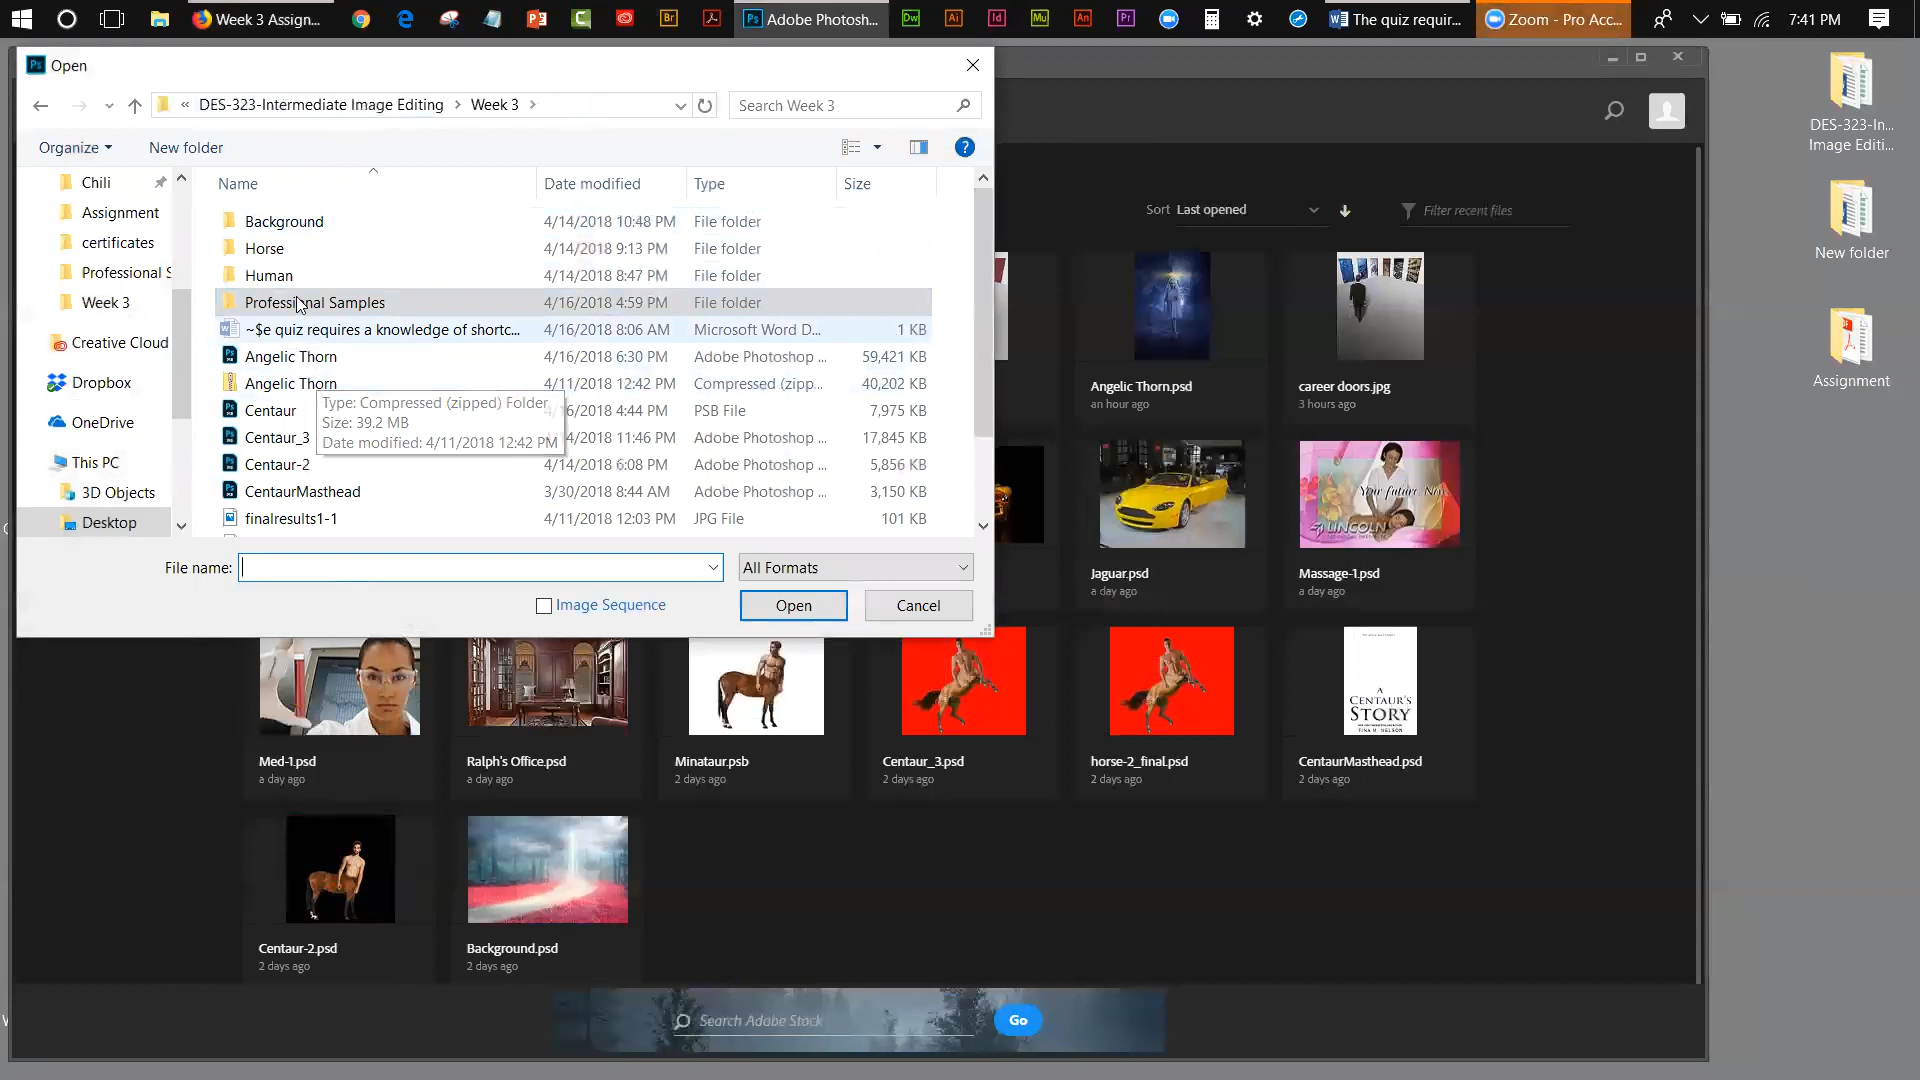 Week 3 Assign...
Adobe Photosh...
The quiz requir...
Zoom - Pro Acc...
7:41 PM
Open
« DES-323-Intermediate Image Editing > Week 3 >
Search Week 3
Organize
New folder
Name Date modified Type Size
Chili
Assignment
certificates
Professional S
Week 3
Creative Cloud
Dropbox
OneDrive
This PC
3D Objects
Desktop
Background 4/14/2018 10:48 PM File folder
Horse 4/14/2018 9:13 PM File folder
Human 4/14/2018 8:47 PM File folder
Professional Samples 4/16/2018 4:59 PM File folder
~$e quiz requires a knowledge of shortc... 4/16/2018 8:06 AM Microsoft Word D... 1 KB
Angelic Thorn 4/16/2018 6:30 PM Adobe Photoshop ... 59,421 KB
Angelic Thorn 4/11/2018 12:42 PM Compressed (zipp... 40,202 KB
Centaur 4:44 PM PSB File 7,975 KB
Centaur_3 11:46 PM Adobe Photoshop ... 17,845 KB
Centaur-2 4/14/2018 6:08 PM Adobe Photoshop ... 5,856 KB
CentaurMasthead 3/30/2018 8:44 AM Adobe Photoshop ... 3,150 KB
finalresults1-1 4/11/2018 12:03 PM JPG File 101 KB
Type: Compressed (zipped) Folder
Size: 39.2 MB
Date modified: 4/11/2018 12:42 PM
File name:
All Formats
Image Sequence
Open
Cancel
Sort Last opened
Filter recent files
Angelic Thorn.psd
an hour ago
career doors.jpg
3 hours ago
Your future. Now
LINCOLN
Jaguar.psd
a day ago
Massage-1.psd
a day ago
A
CENTAUR'S
STORY
TINA M. NELSON
Med-1.psd
a day ago
Ralph's Office.psd
a day ago
Minataur.psb
2 days ago
Centaur_3.psd
2 days ago
horse-2_final.psd
2 days ago
CentaurMasthead.psd
2 days ago
Centaur-2.psd
2 days ago
Background.psd
2 days ago
Search Adobe Stock
Go
DES-323-In...
Image Editi...
New folder
Assignment
Ps
Br
Dw
Ai
Id
Mu
An
Pr